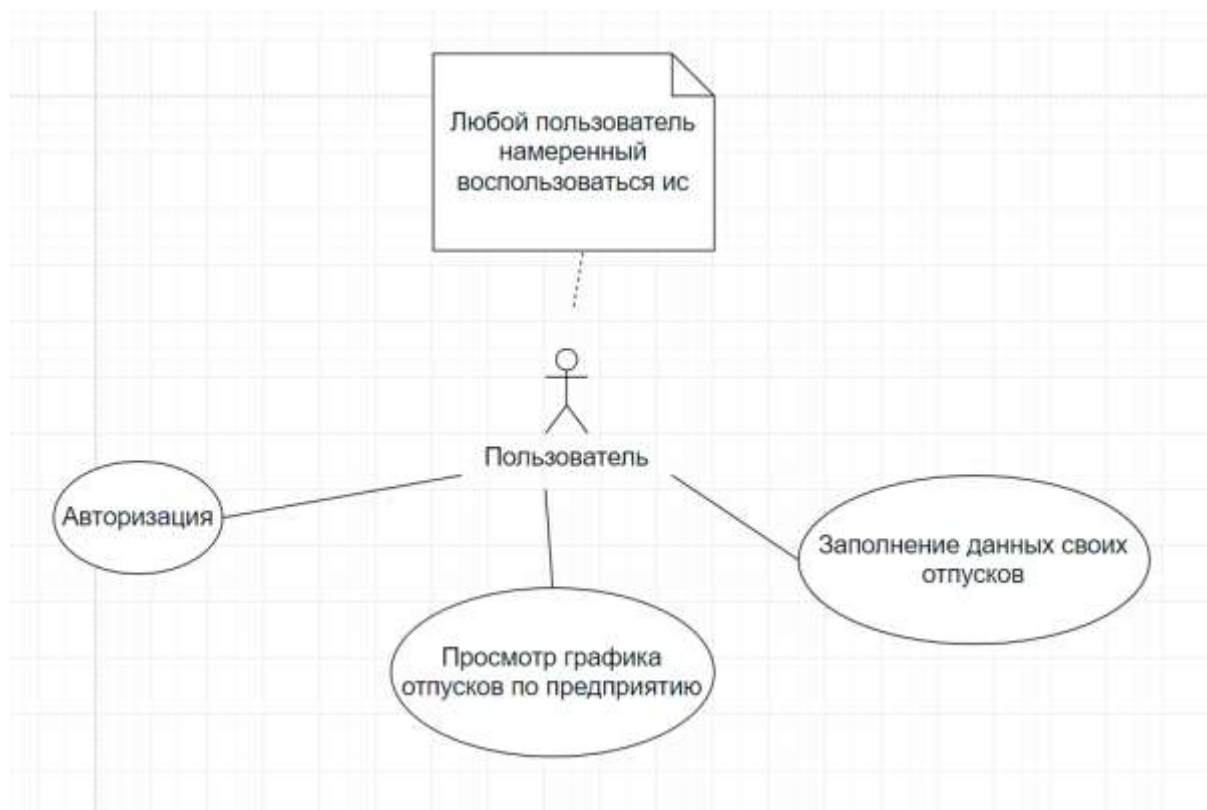 Любой пользователь
намеренный
воспользоваться ис
Пользователь
Авторизация
Заполнение данных своих
отпусков
Просмотр графика
отпусков по предприятию